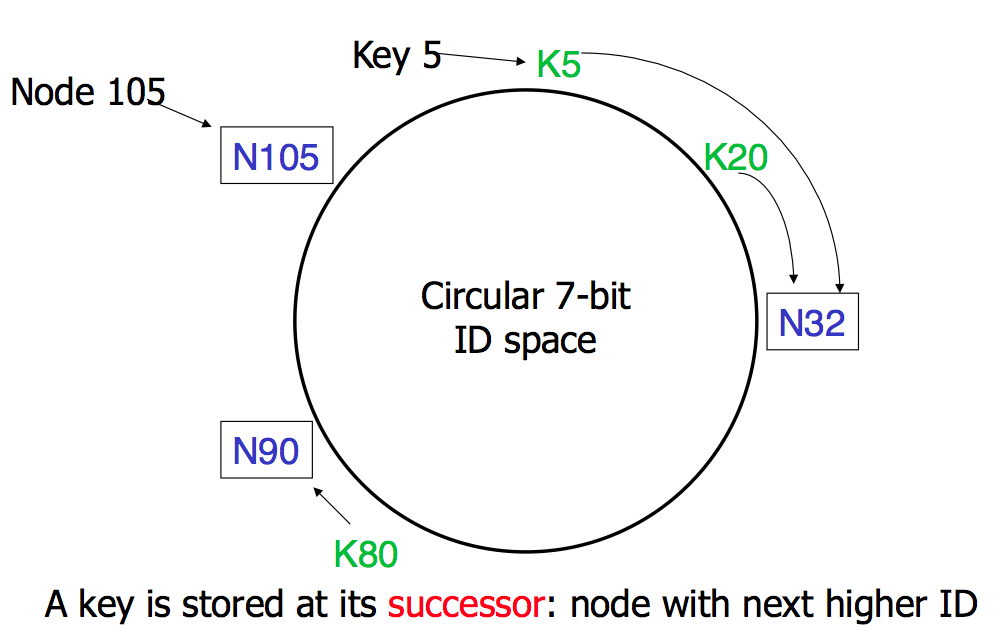 Key 5
K5
Node 105
N105
K20
Circular 7-bit
ID space
N32
N90
K80
A key is stored at its successor: node with next higher ID